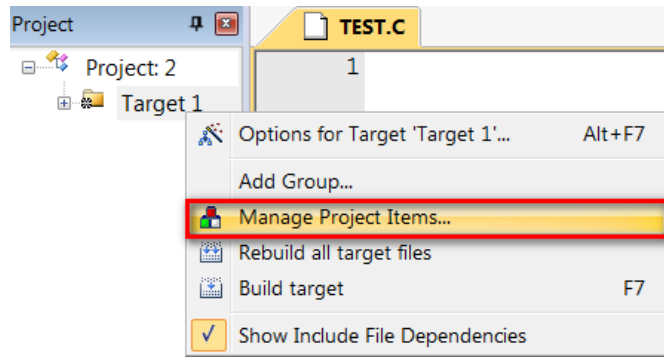 Project
TEST.C
Project: 2
1
Target 1
Options for Target 'Target 1'... Alt+F7
Add Group...
Manage Project Items...
Rebuild all target files
Build target F7
Show Include File Dependencies